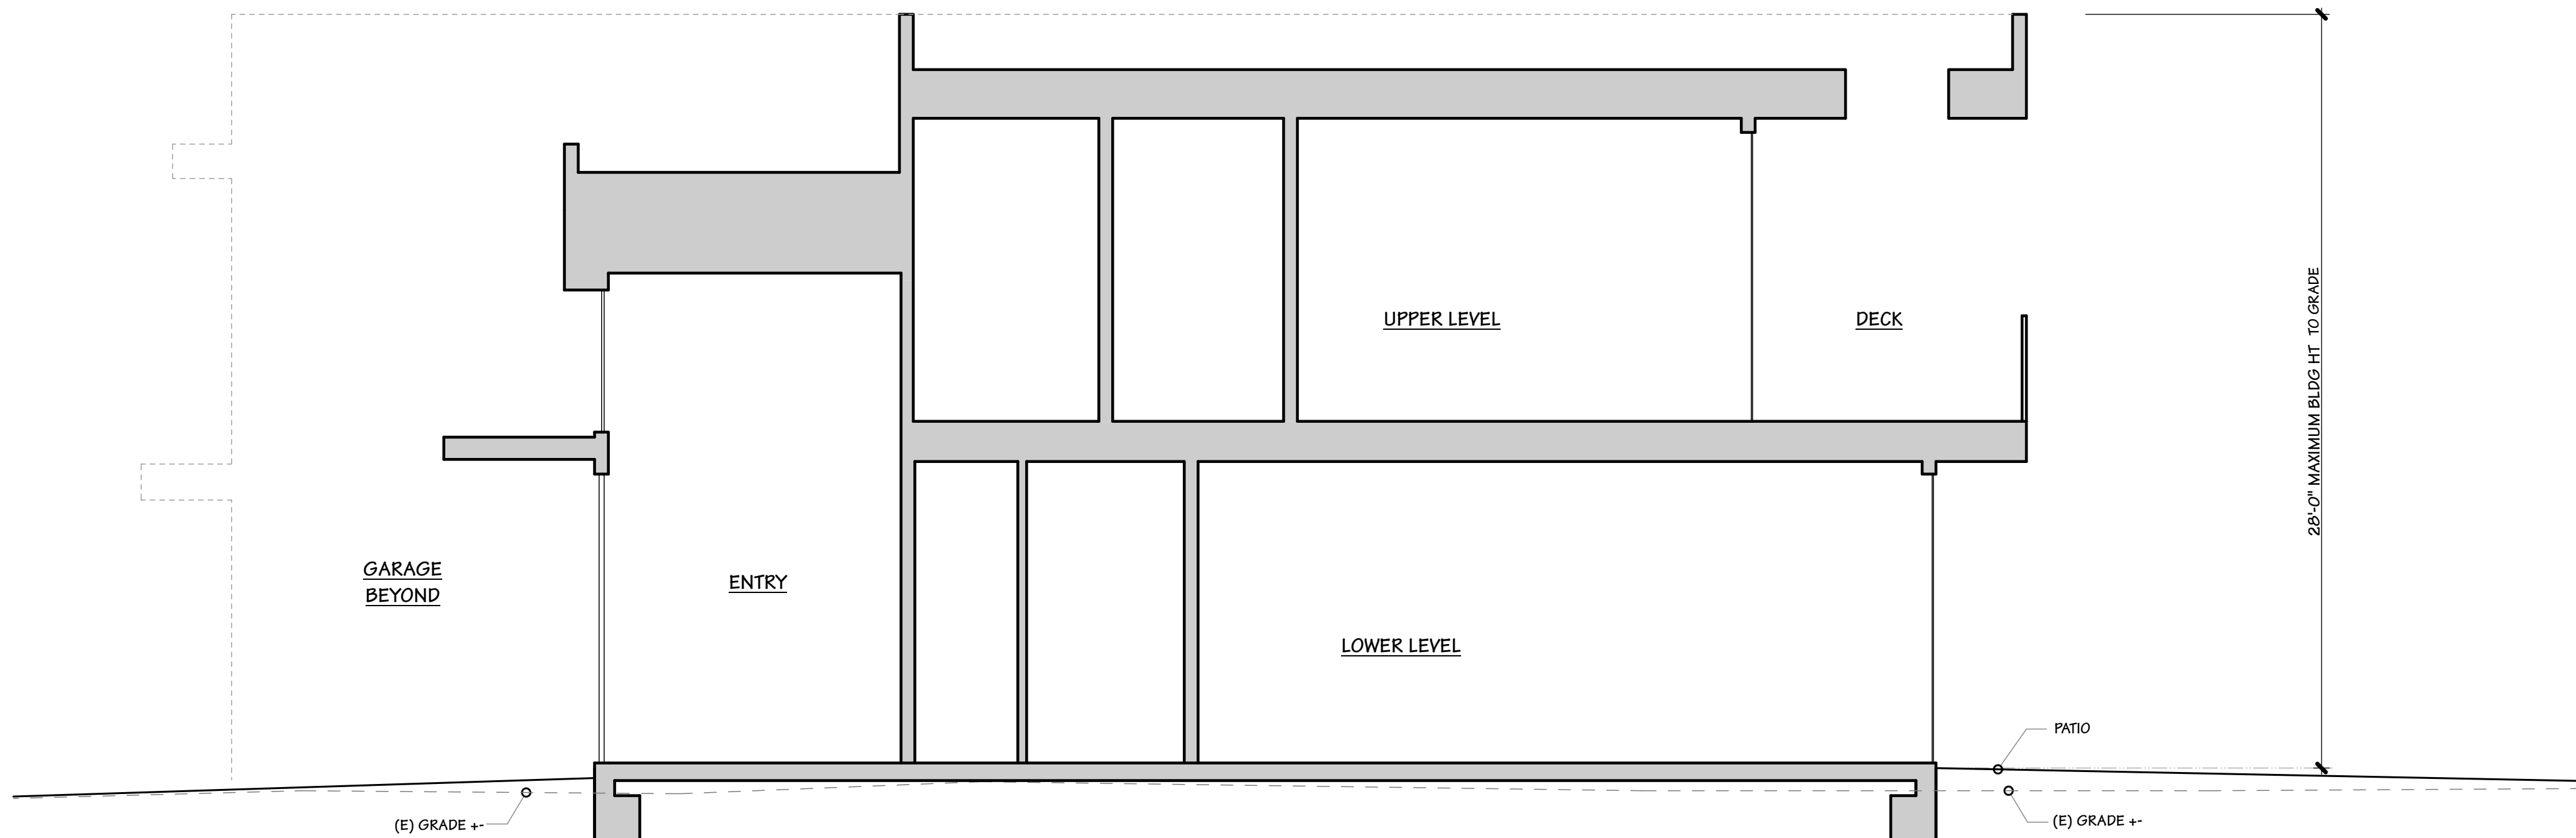 UPPER LEVEL
DECK
28'-0" MAXIMUM BLDG HT TO GRADE
GARAGE
BEYOND
ENTRY
LOWER LEVEL
PATIO
(E) GRADE +-
(E) GRADE +-